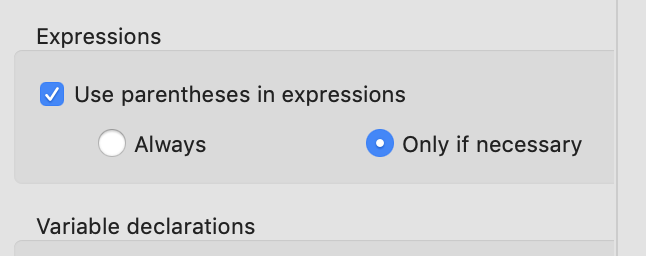 Expressions
Use parentheses in expressions
Always Only if necessary
Variable declarations